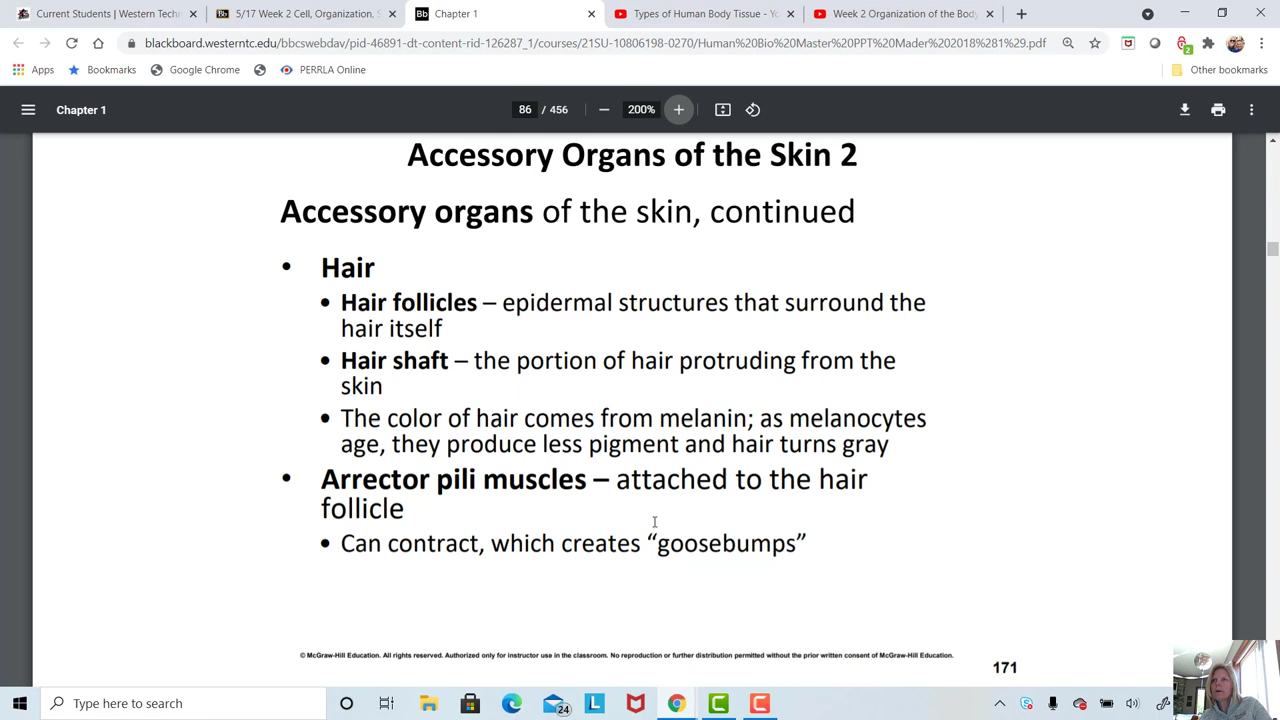 Current Students | WesternTechn
5/17 Week 2 Cell, Organization, S
Bb Chapter 1
Types of Human Body Tissue - Yo
Week 2 Organization of the Body
blackboard.westerntc.edu/bbcswebdav/pid-46891-dt-content-rid-126287_1/courses/21SU-10806198-0270/Human%20Bio%20Master%20PPT%20Mader%202018%281%29.pdf
2
Apps
Bookmarks
Google Chrome
PERRLA Online
Other bookmarks
Chapter 1
86 / 456
200%
Accessory Organs of the Skin 2
Accessory organs of the skin, continued
• Hair
• Hair follicles – epidermal structures that surround the
hair itself
• Hair shaft – the portion of hair protruding from the
skin
• The color of hair comes from melanin; as melanocytes
age, they produce less pigment and hair turns gray
• Arrector pili muscles – attached to the hair
follicle
• Can contract, which creates “goosebumps”
© McGraw-Hill Education. All rights reserved. Authorized only for instructor use in the classroom. No reproduction or further distribution permitted without the prior written consent of McGraw-Hill Education.
171
Type here to search
24
L
C
C